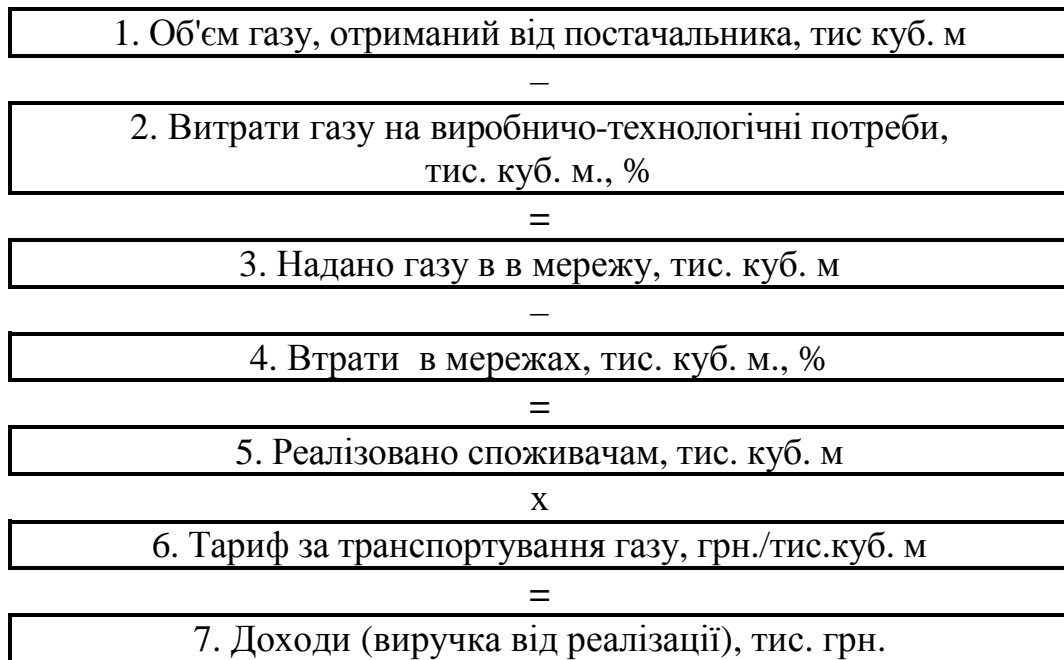 1. Об'єм газу, отриманий від постачальника, тис куб. м
–
2. Витрати газу на виробничо-технологічні потреби,
тис. куб. м., %
=
3. Надано газу в в мережу, тис. куб. м
–
4. Втрати в мережах, тис. куб. м., %
=
5. Реалізовано споживачам, тис. куб. м
х
6. Тариф за транспортування газу, грн./тис.куб. м
=
7. Доходи (виручка від реалізації), тис. грн.